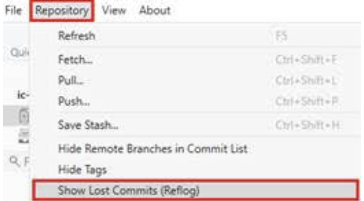 File Repository View About
Refresh F5
Fetch... Ctrl+Shift+F
Pull... Ctrl+Shift+L
Push... Ctrl+Shift+P
Save Stash... Ctrl+Shift+H
Hide Remote Branches in Commit List
Hide Tags
Show Lost Commits (Reflog)